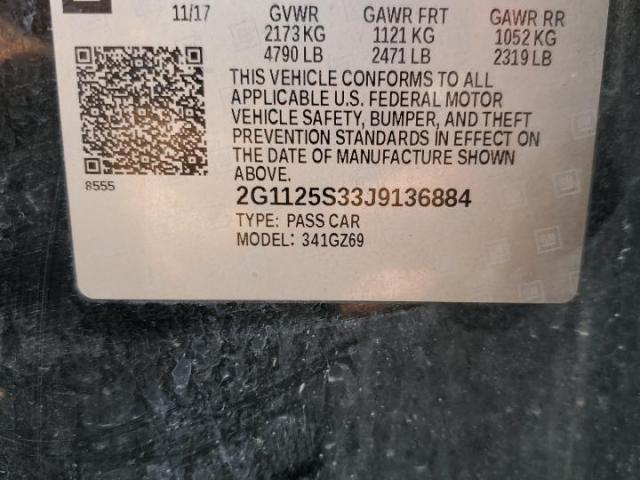 11/17 GVWR GAWR FRT GAWR RR
2173 KG 1121 KG 1052 KG
4790 LB 2471 LB 2319 LB
THIS VEHICLE CONFORMS TO ALL
APPLICABLE U.S. FEDERAL MOTOR
VEHICLE SAFETY, BUMPER, AND THEFT
PREVENTION STANDARDS IN EFFECT ON
THE DATE OF MANUFACTURE SHOWN
ABOVE.
8555
2G1125S33J9136884
TYPE: PASS CAR
MODEL: 341GZ69